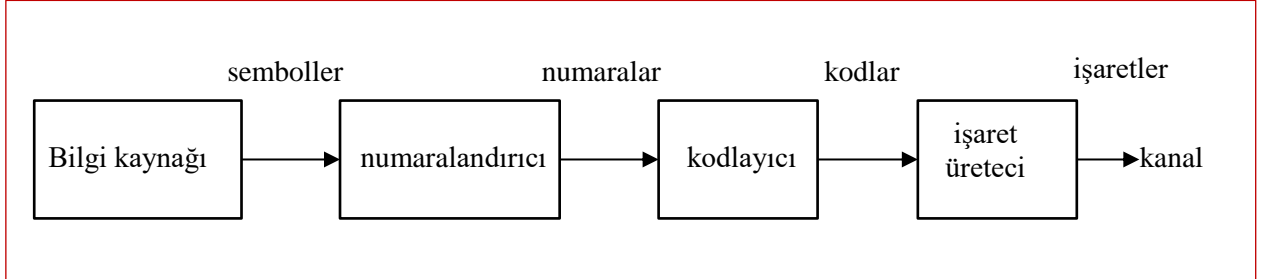 semboller numaralar kodlar işaretler
Bilgi kaynağı numaralandırıcı kodlayıcı işaret üreteci kanal